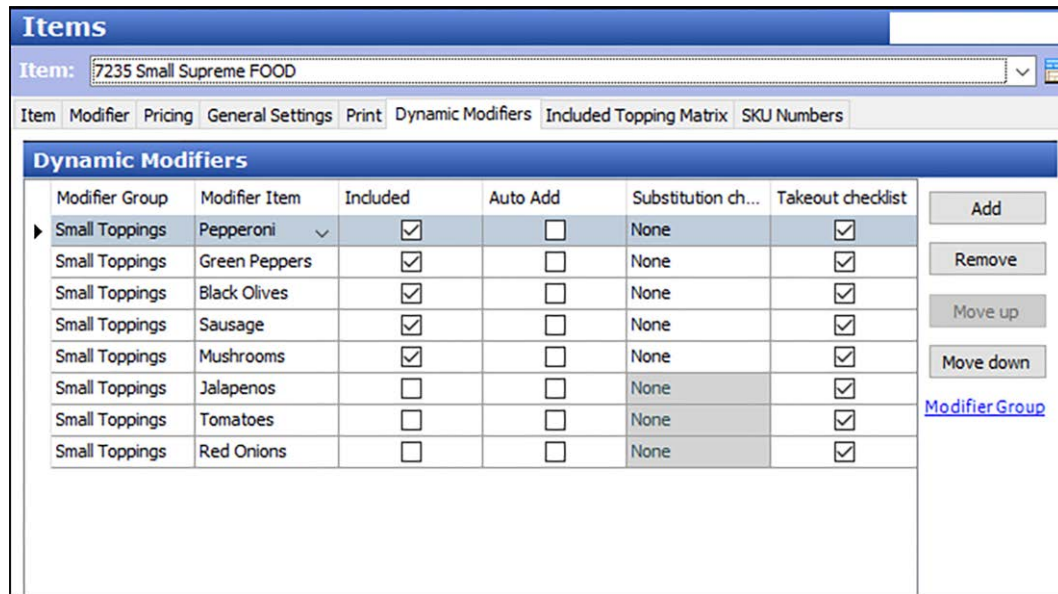 Items
Item: 7235 Small Supreme FOOD
Item Modifier Pricing General Settings Print Dynamic Modifiers Included Topping Matrix SKU Numbers
Dynamic Modifiers
Modifier Group Modifier Item Included Auto Add Substitution ch... Takeout checklist
Small Toppings Pepperoni None
Small Toppings Green Peppers None
Small Toppings Black Olives None
Small Toppings Sausage None
Small Toppings Mushrooms None
Small Toppings Jalapenos None
Small Toppings Tomatoes None
Small Toppings Red Onions None
Add
Remove
Move up
Move down
Modifier Group